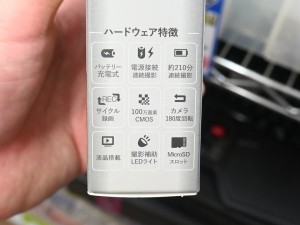 ハードウェア特徴
バッテリー 電源接続 約210分
充電式 連続撮影 連続撮影
REC
サイクル 100万画素 カメラ
録画 CMOS 180度回転
液晶搭載 撮影補助 MicroSD
LEDライト スロット